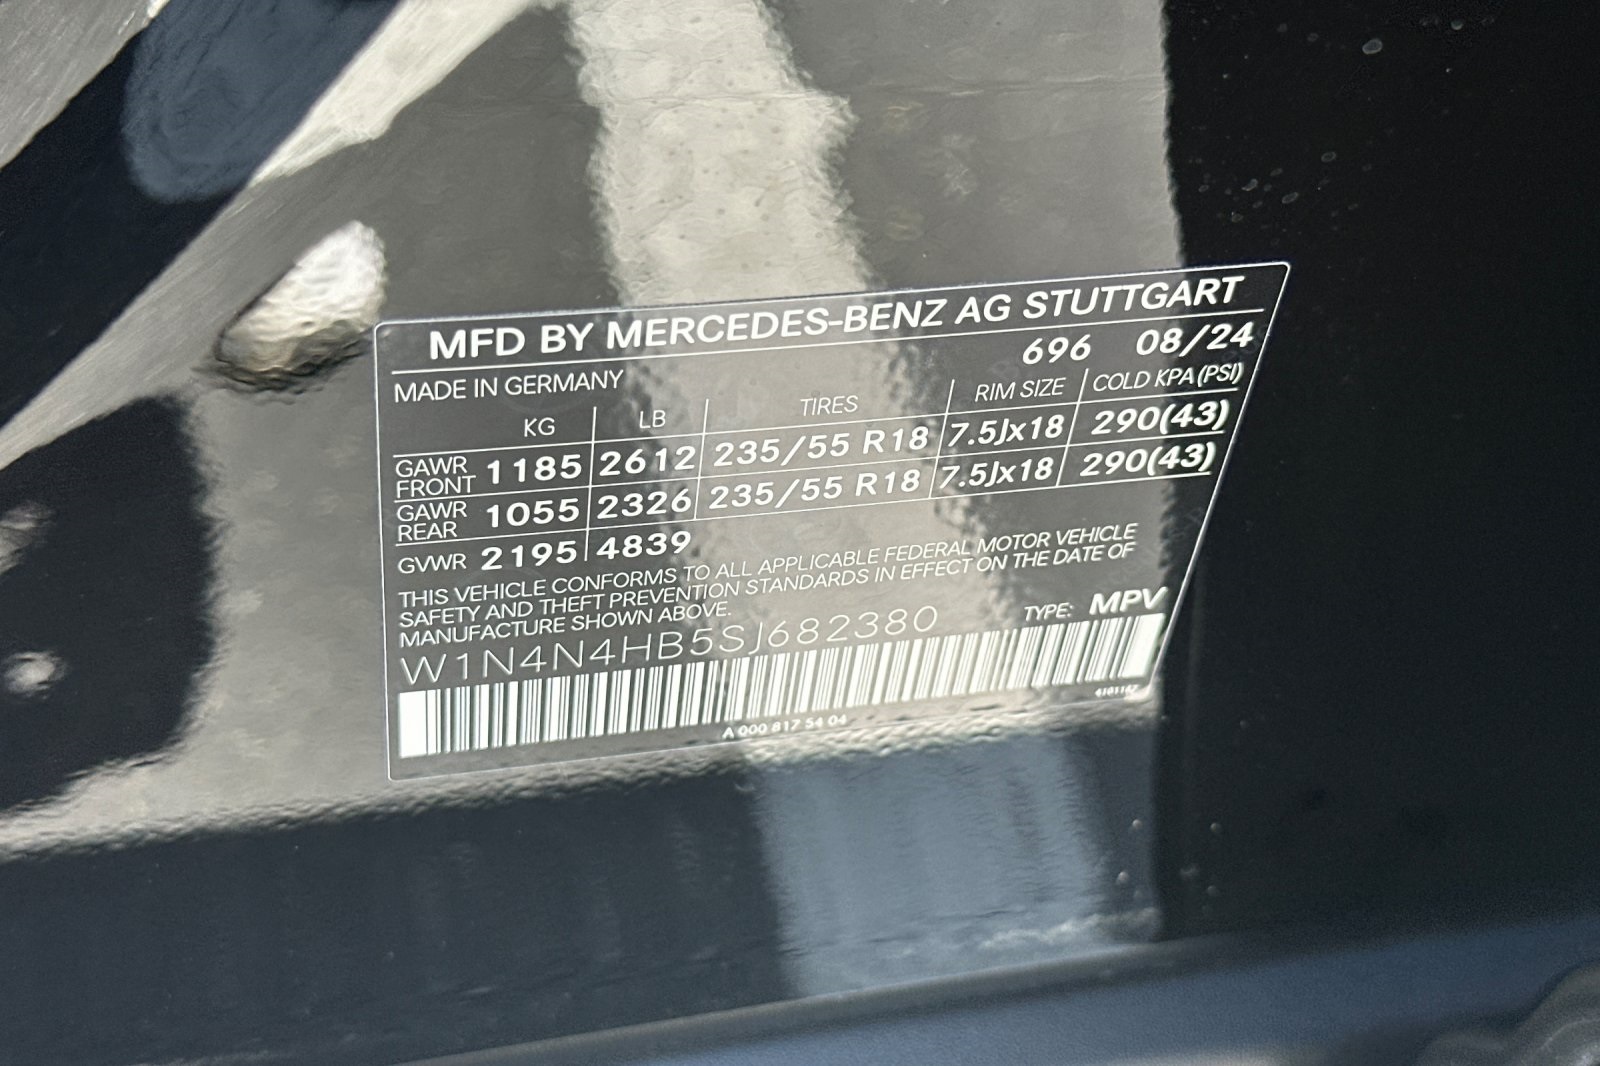 MFD BY MERCEDES-BENZ AG STUTTGART
696 08/24
MADE IN GERMANY
KG LB TIRES RIM SIZE COLD KPA (PSI)
GAWR FRONT 1185 2612 235/55 R18 7.5Jx18 290(43)
GAWR REAR 1055 2326 235/55 R18 7.5Jx18 290(43)
GVWR 2195 4839
THIS VEHICLE CONFORMS TO ALL APPLICABLE FEDERAL MOTOR VEHICLE
SAFETY AND THEFT PREVENTION STANDARDS IN EFFECT ON THE DATE OF
MANUFACTURE SHOWN ABOVE.
TYPE: MPV
W1N4N4HB5SJ682380
4101147
A 000 817 54 04